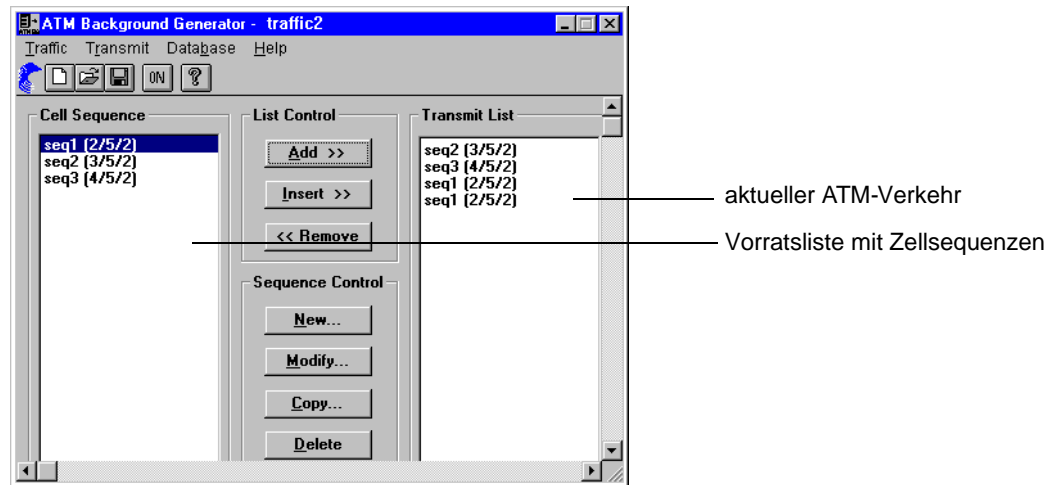 ATM Background Generator - traffic2
Traffic Transmit Database Help
ON ?
Cell Sequence
seq1 (2/5/2)
seq2 (3/5/2)
seq3 (4/5/2)
List Control
Add >>
Insert >>
<< Remove
Sequence Control
New...
Modify...
Copy...
Delete
Transmit List
seq2 (3/5/2)
seq3 (4/5/2)
seq1 (2/5/2)
seq1 (2/5/2)
aktueller ATM-Verkehr
Vorratsliste mit Zellsequenzen